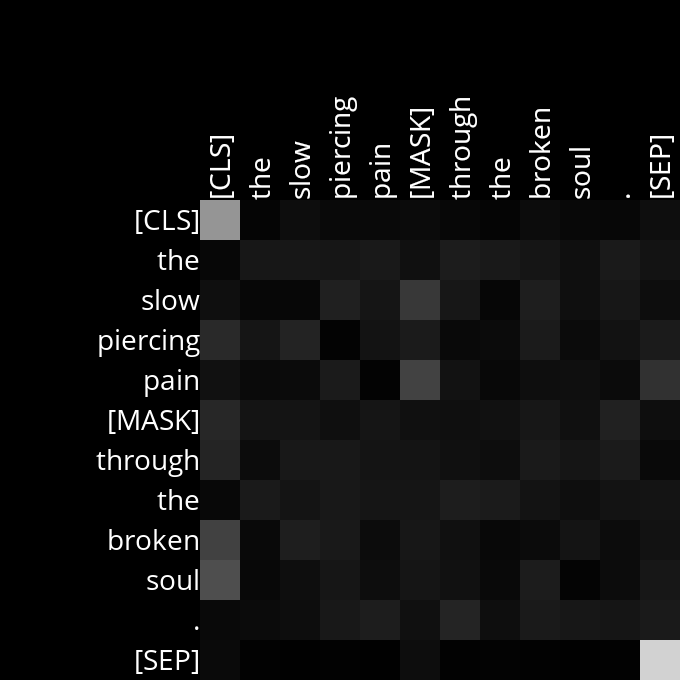 [CLS]
the
slow
piercing
pain
[MASK]
through
the
broken
soul
.
[SEP]
[CLS]
the
slow
piercing
pain
[MASK]
through
the
broken
soul
.
[SEP]